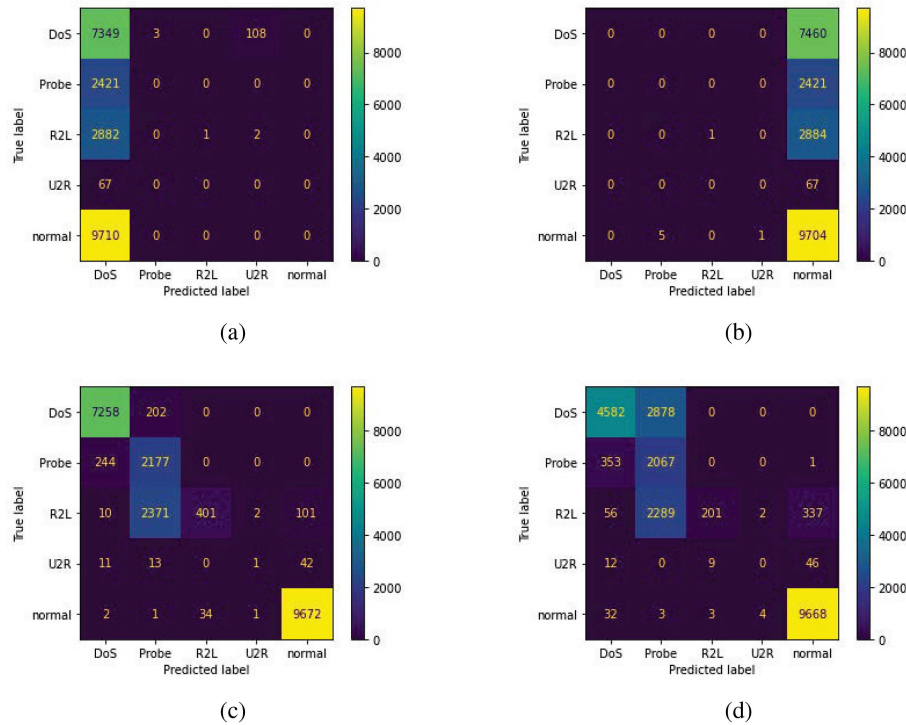 DoS 7349 3 0 108 0 8000
Probe 2421 0 0 0 0 6000
R2L 2882 0 1 2 0 4000
U2R 67 0 0 0 0 2000
normal 9710 0 0 0 0 0
DoS Probe R2L U2R normal
Predicted label
True label
(a)
DoS 0 0 0 0 7460 8000
Probe 0 0 0 0 2421 6000
R2L 0 0 1 0 2884 4000
U2R 0 0 0 0 67 2000
normal 0 5 0 1 9704 0
DoS Probe R2L U2R normal
Predicted label
True label
(b)
DoS 7258 202 0 0 0 8000
Probe 244 2177 0 0 0 6000
R2L 10 2371 401 2 101 4000
U2R 11 13 0 1 42 2000
normal 2 1 34 1 9672 0
DoS Probe R2L U2R normal
Predicted label
True label
(c)
DoS 4582 2878 0 0 0 8000
Probe 353 2067 0 0 1 6000
R2L 56 2289 201 2 337 4000
U2R 12 0 9 0 46 2000
normal 32 3 3 4 9668 0
DoS Probe R2L U2R normal
Predicted label
True label
(d)